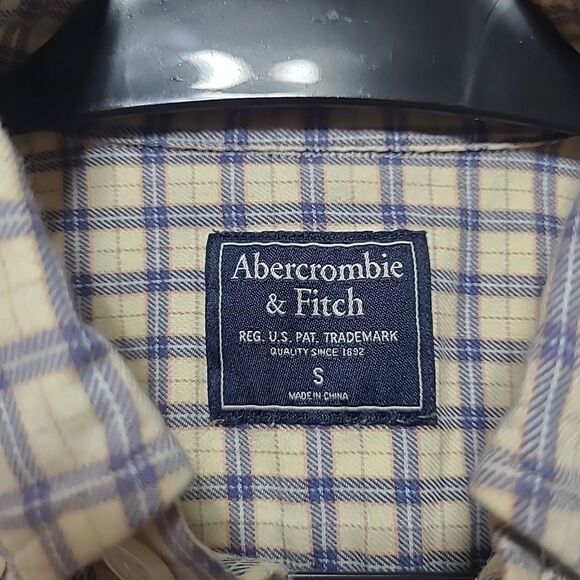 Abercrombie
& Fitch
REG. U.S. PAT. TRADEMARK
QUALITY SINCE 1892
S
MADE IN CHINA